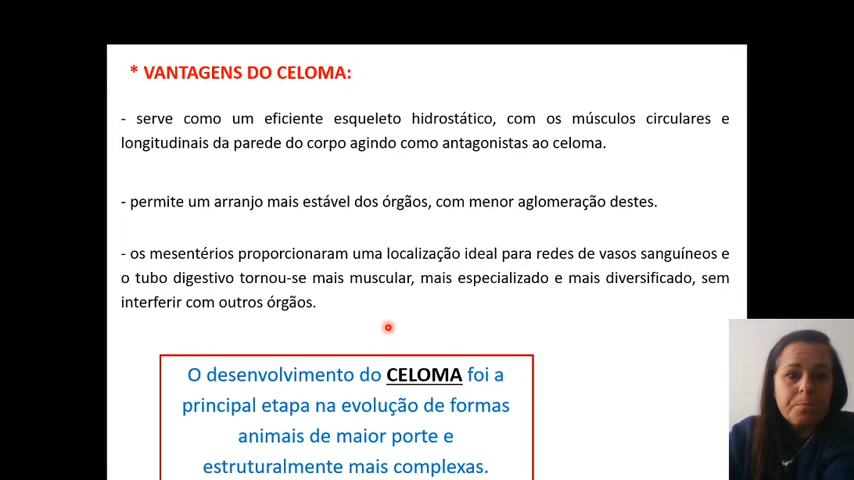 * VANTAGENS DO CELOMA:
- serve como um eficiente esqueleto hidrostático, com os músculos circulares e
longitudinais da parede do corpo agindo como antagonistas ao celoma.
- permite um arranjo mais estável dos órgãos, com menor aglomeração destes.
- os mesentérios proporcionaram uma localização ideal para redes de vasos sanguíneos e
o tubo digestivo tornou-se mais muscular, mais especializado e mais diversificado, sem
interferir com outros órgãos.
O desenvolvimento do CELOMA foi a
principal etapa na evolução de formas
animais de maior porte e
estruturalmente mais complexas.